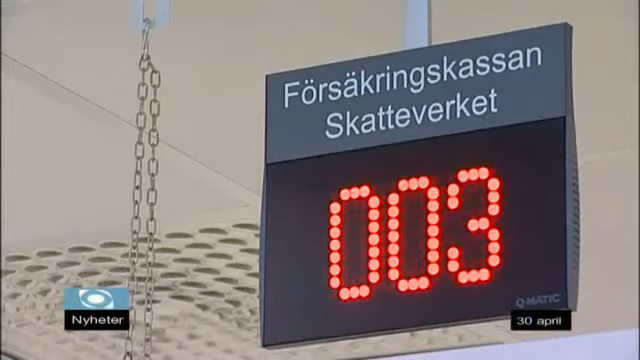 Försäkringskassan
Skatteverket
003
Q-MATIC
Nyheter
30 april